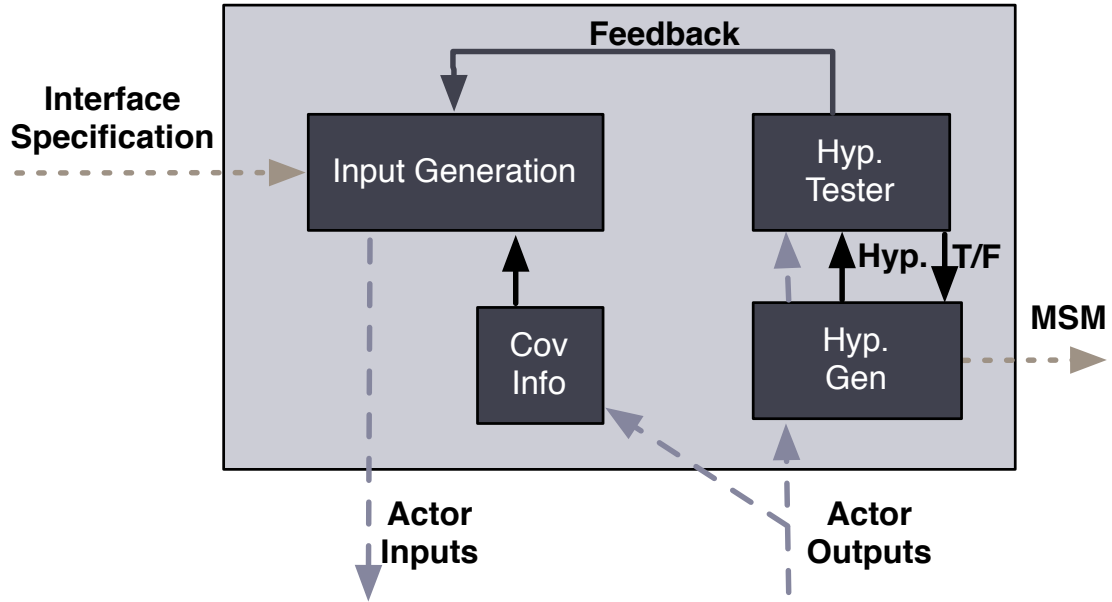 Feedback
Interface
Specification
Input Generation
Hyp.
Tester
Hyp.
T/F
Cov
Info
Hyp.
Gen
MSM
Actor
Inputs
Actor
Outputs